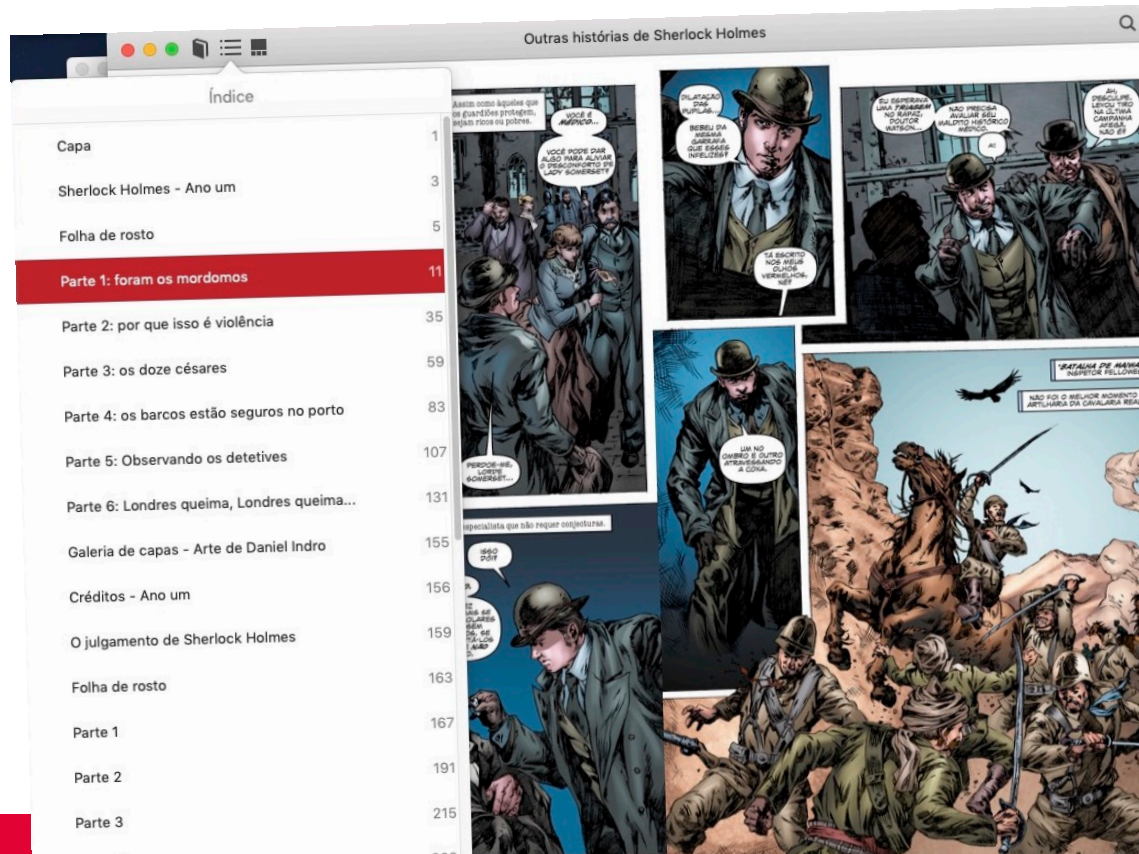 Outras histórias de Sherlock Holmes
Índice
Capa 1
Sherlock Holmes - Ano um 3
Folha de rosto 5
Parte 1: foram os mordomos 11
Parte 2: por que isso é violência 35
Parte 3: os doze césares 59
Parte 4: os barcos estão seguros no porto 83
Parte 5: Observando os detetives 107
Parte 6: Londres queima, Londres queima... 131
Galeria de capas - Arte de Daniel Indro 155
Créditos - Ano um 156
O julgamento de Sherlock Holmes 159
Folha de rosto 163
Parte 1 167
Parte 2 191
Parte 3 215
Assim como àqueles que
os guardiões protegem,
sejam ricos ou pobres.
VOCÊ É
MÉDICO...
VOCÊ PODE DAR
ALGO PARA ALIVIAR
O DESCONFORTO DE
LADY SOMERSET?
PERDOE-ME,
LORDE
SOMERSET...
DILATAÇÃO
DAS
PUPILAS...
BEBEU DA
MESMA
GARRAFA
QUE ESSES
INFELIZES?
TÁ ESCRITO
NOS MEUS
OLHOS
VERMELHOS,
NÉ?
EU ESPERAVA
UMA TRIAGEM
NO RAPAZ,
DOUTOR
WATSON...
NÃO PRECISA
AVALIAR SEU
MALDITO HISTÓRICO
MÉDICO.
AI
AH,
DESCULPE.
LEVOU TIRO
NA ÚLTIMA
CAMPANHA
AFEGÃ,
NÃO É?
UM NO
OMBRO E OUTRO
ATRAVESSANDO
A COXA.
"BATALHA DE
INSPETOR
NÃO FOI O MELHOR MOMENTO
ARTILHARIA DA CAVALARIA
especialista que não requer conjecturas.
ISSO
DÓI?